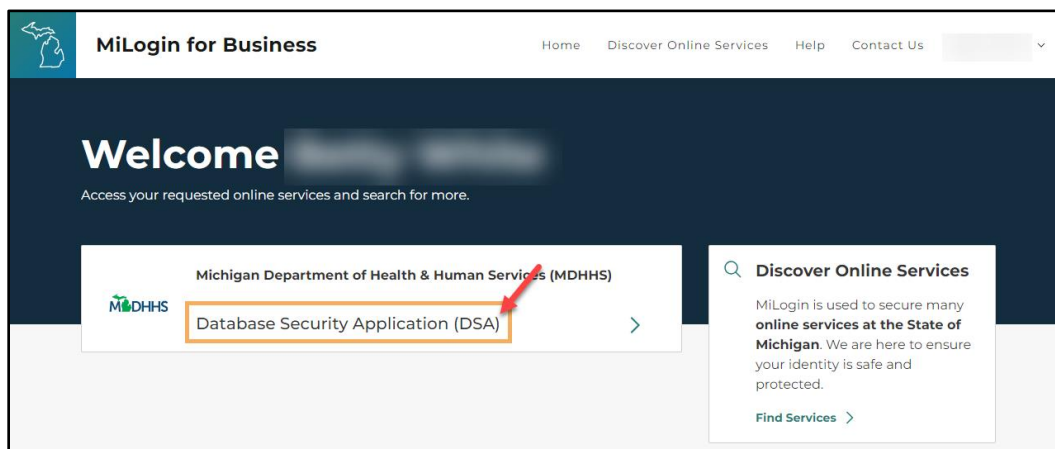 MiLogin for Business
Home Discover Online Services Help Contact Us
Welcome
Access your requested online services and search for more.
Michigan Department of Health & Human Services (MDHHS)
MDHHS
Database Security Application (DSA)
Discover Online Services
MiLogin is used to secure many
online services at the State of
Michigan. We are here to ensure
your identity is safe and
protected.
Find Services